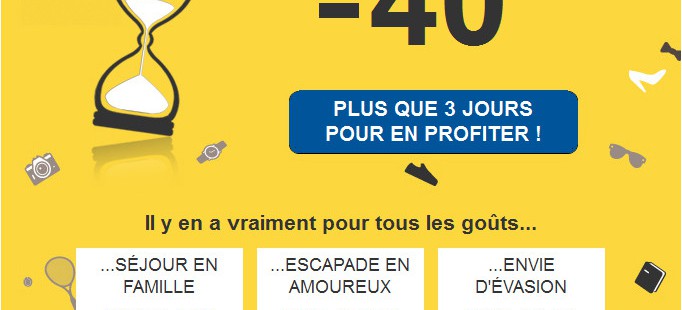 -40
PLUS QUE 3 JOURS
POUR EN PROFITER !
Il y en a vraiment pour tous les goûts...
...SÉJOUR EN
FAMILLE
...ESCAPADE EN
AMOUREUX
...ENVIE
D'ÉVASION